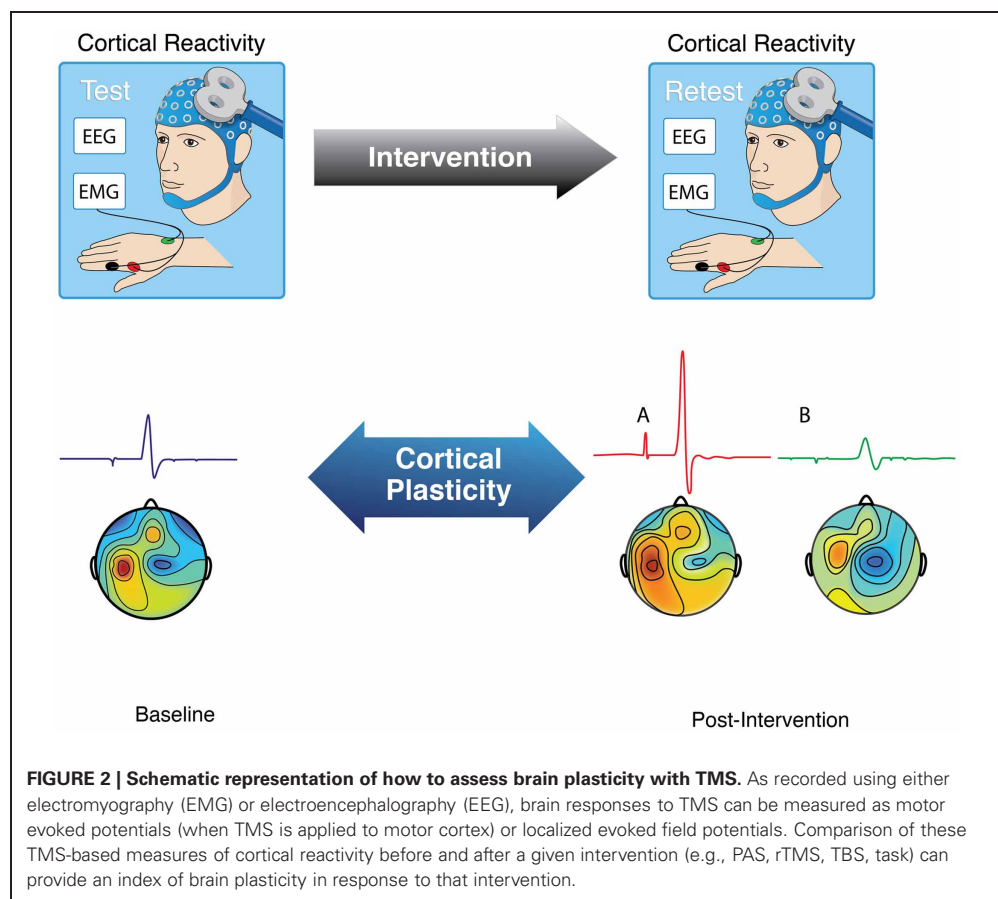 Cortical Reactivity
Cortical Reactivity
Test
EEG
EMG
Intervention
Retest
EEG
EMG
A
B
Cortical
Plasticity
Baseline
Post-Intervention
FIGURE 2 | Schematic representation of how to assess brain plasticity with TMS. As recorded using either
electromyography (EMG) or electroencephalography (EEG), brain responses to TMS can be measured as motor
evoked potentials (when TMS is applied to motor cortex) or localized evoked field potentials. Comparison of these
TMS-based measures of cortical reactivity before and after a given intervention (e.g., PAS, rTMS, TBS, task) can
provide an index of brain plasticity in response to that intervention.